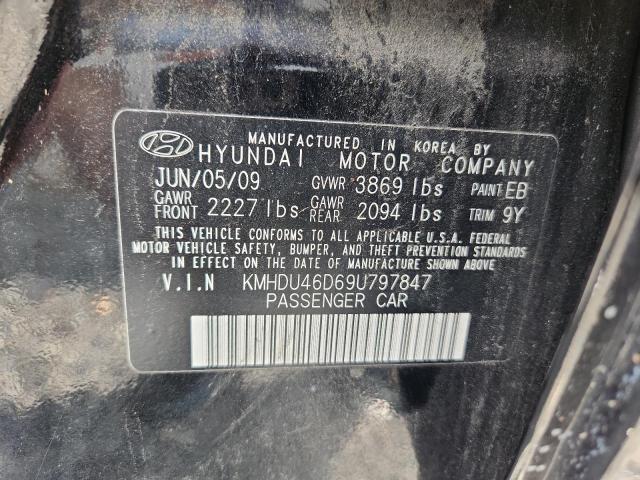 MANUFACTURED IN KOREA BY
HYUNDAI MOTOR COMPANY
JUN/05/09 GVWR 3869 lbs PAINT EB
GAWR FRONT 2227 lbs GAWR REAR 2094 lbs TRIM 9Y
THIS VEHICLE CONFORMS TO ALL APPLICABLE U.S.A. FEDERAL
MOTOR VEHICLE SAFETY, BUMPER, AND THEFT PREVENTION STANDARDS
IN EFFECT ON THE DATE OF MANUFACTURE SHOWN ABOVE
V.I.N KMHDU46D69U797847
PASSENGER CAR